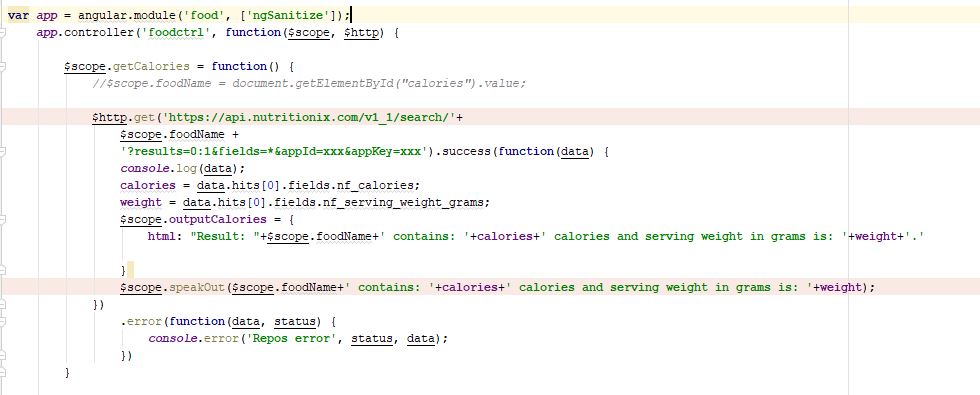 var app = angular.module('food', ['ngSanitize']);
app.controller('foodctrl', function($scope, $http) {
$scope.getCalories = function() {
//$scope.foodName = document.getElementById("calories").value;
$http.get('https://api.nutritionix.com/v1_1/search/'+
$scope.foodName +
'?results=0:1&fields=*&appId=xxx&appKey=xxx').success(function(data) {
console.log(data);
calories = data.hits[0].fields.nf_calories;
weight = data.hits[0].fields.nf_serving_weight_grams;
$scope.outputCalories = {
html: "Result: "+$scope.foodName+' contains: '+calories+' calories and serving weight in grams is: '+weight+'.'
}
$scope.speakOut($scope.foodName+' contains: '+calories+' calories and serving weight in grams is: '+weight);
})
.error(function(data, status) {
console.error('Repos error', status, data);
})
}